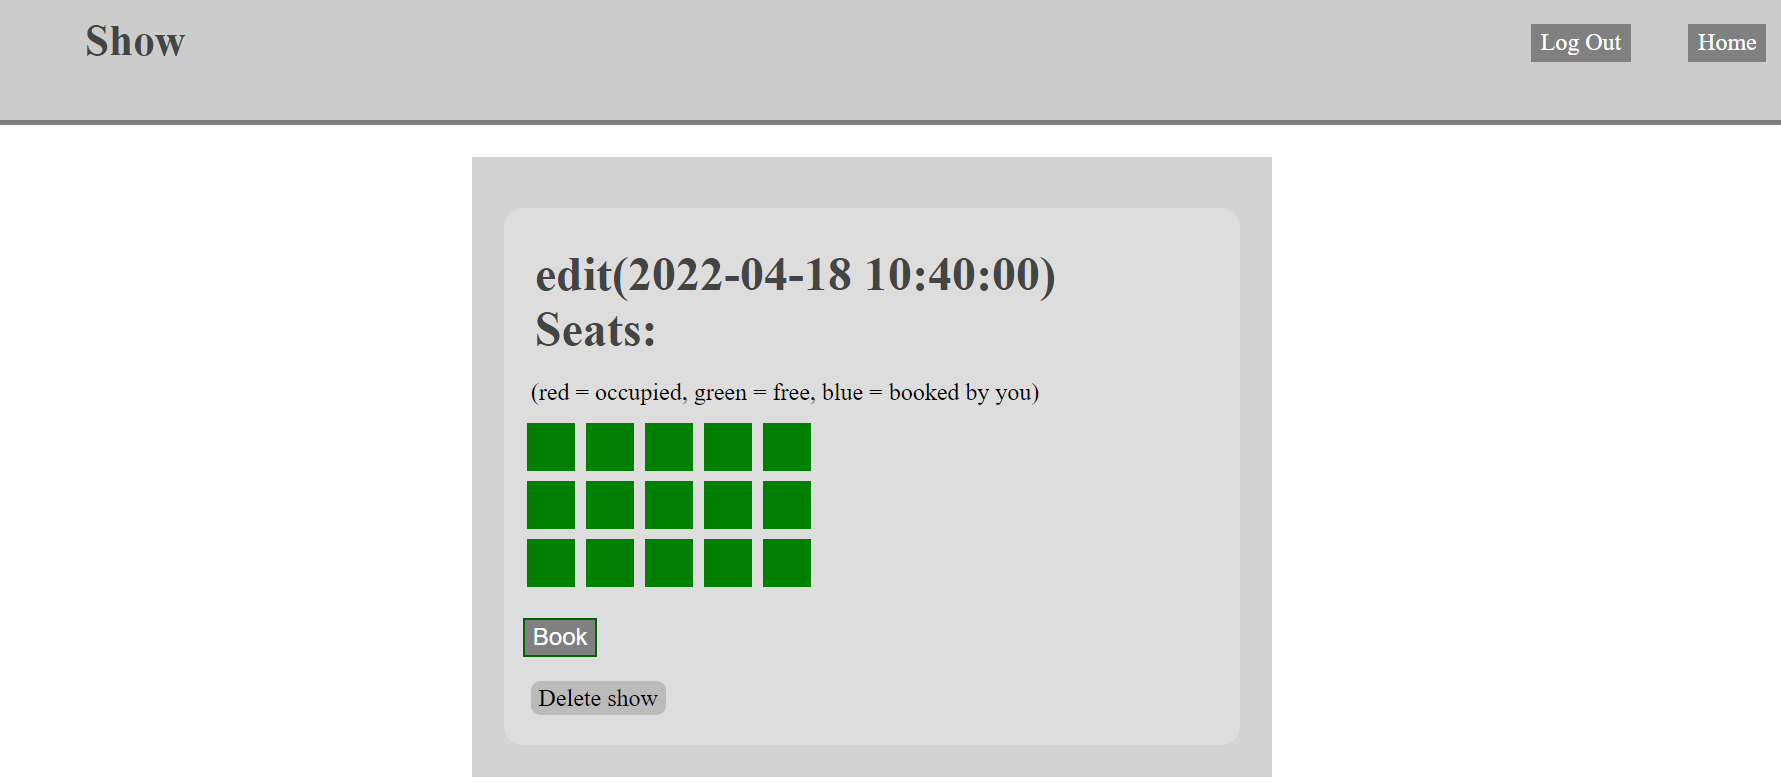 Show
Log Out
Home
edit(2022-04-18 10:40:00)
Seats:
(red = occupied, green = free, blue = booked by you)
Book
Delete show